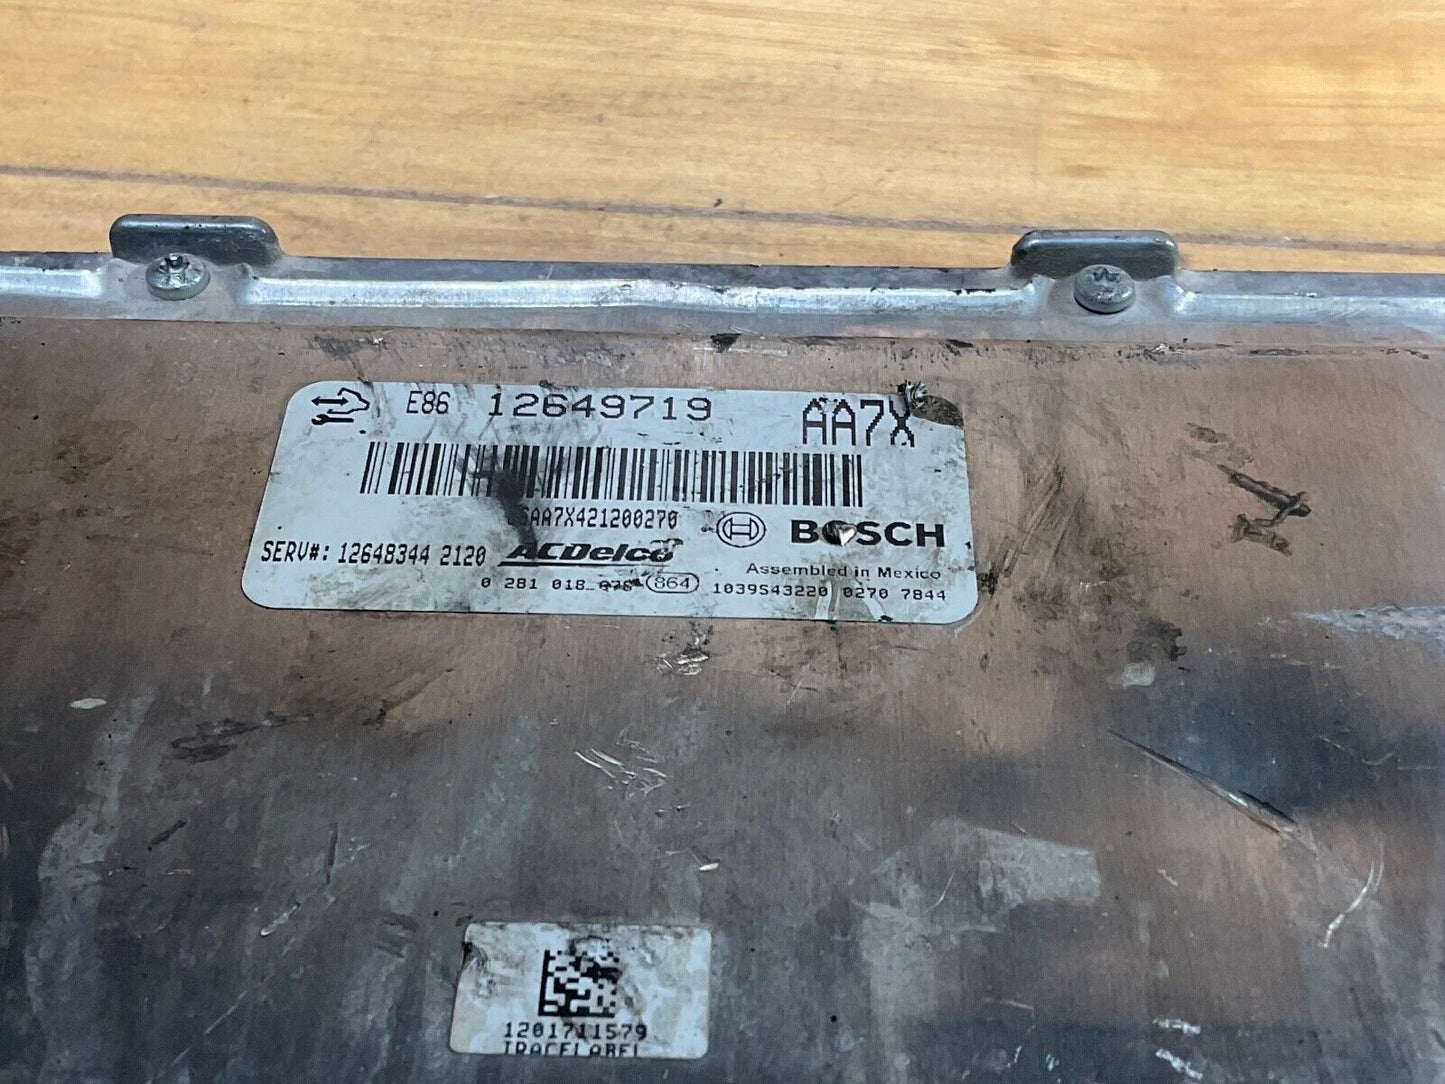 E86 12649719 AA7X
AA7X421200270
BOSCH
SERV#: 12648344 2120 ACDelco
Assembled in Mexico
0 281 018 864 1039S43220 0270 7844
1201711579
TRACELABEL